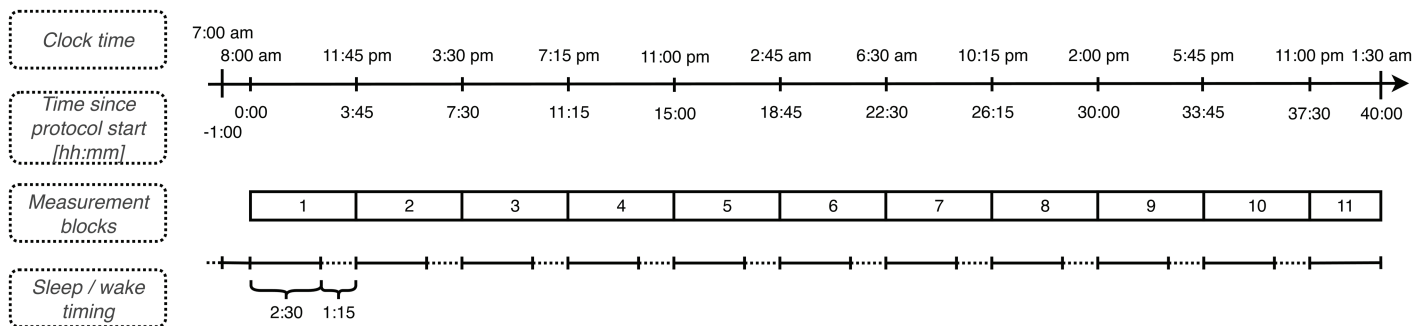 Clock time
7:00 am
8:00 am 11:45 pm 3:30 pm 7:15 pm 11:00 pm 2:45 am 6:30 am 10:15 pm 2:00 pm 5:45 pm 11:00 pm 1:30 am
Time since
protocol start
[hh:mm]
0:00 3:45 7:30 11:15 15:00 18:45 22:30 26:15 30:00 33:45 37:30 40:00
-1:00
Measurement
blocks
1 2 3 4 5 6 7 8 9 10 11
Sleep / wake
timing
2:30 1:15